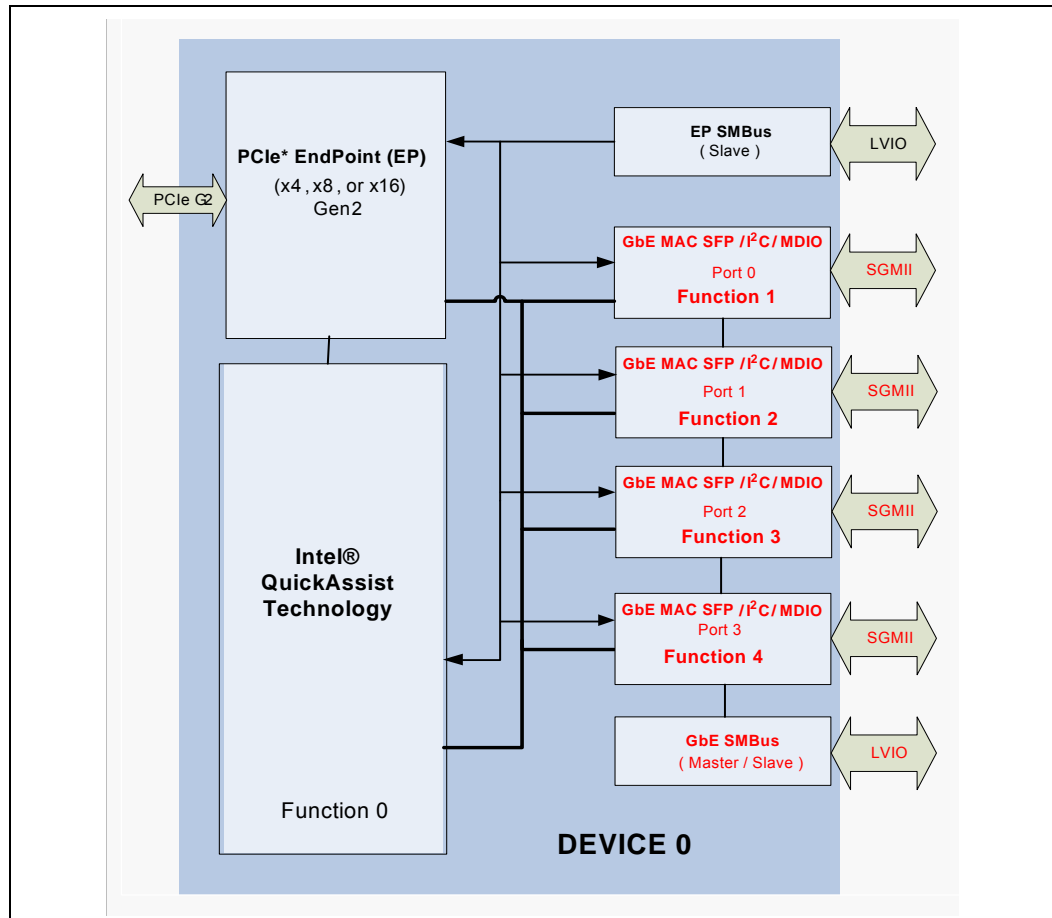 PCIe* EndPoint (EP)
(x4, x8, or x16)
Gen2
PCIe G2
EP SMBus
( Slave )
LVIO
GbE MAC SFP /I²C/ MDIO
Port 0
Function 1
SGMII
GbE MAC SFP /I²C/ MDIO
Port 1
Function 2
SGMII
GbE MAC SFP /I²C/ MDIO
Port 2
Function 3
SGMII
Intel®
QuickAssist
Technology
Function 0
GbE MAC SFP /I²C/ MDIO
Port 3
Function 4
SGMII
GbE SMBus
( Master / Slave )
LVIO
DEVICE 0